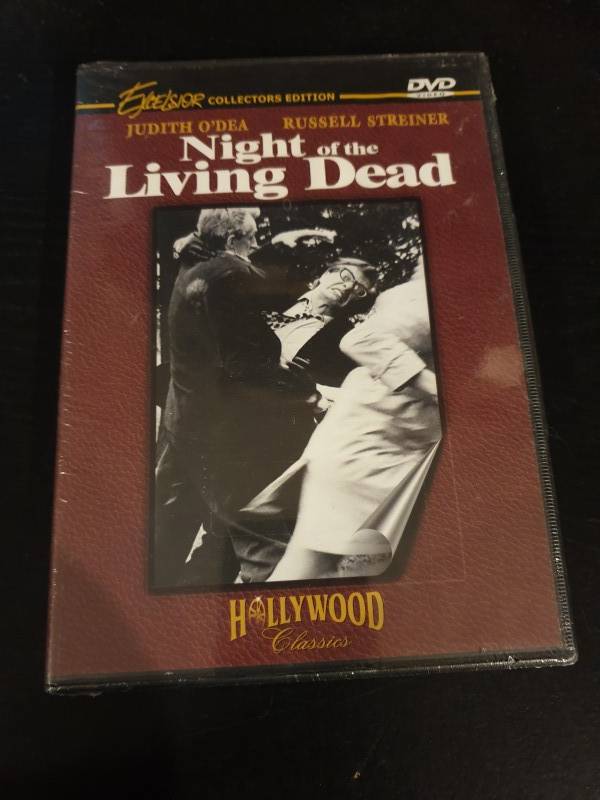 Excelsior COLLECTORS EDITION
DVD
VIDEO
JUDITH O'DEA RUSSELL STREINER
Night of the
Living Dead
HOLLYWOOD
Classics